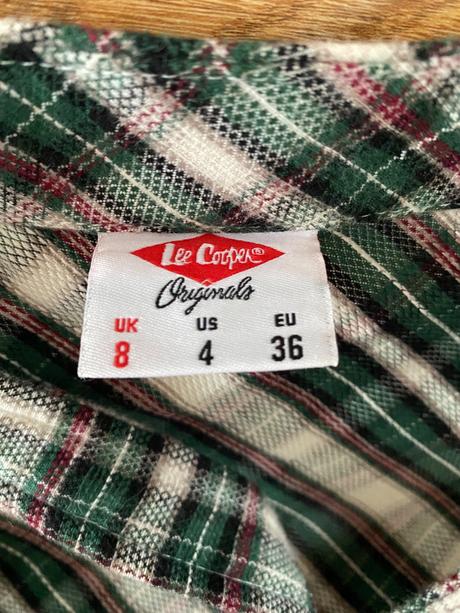 Lee Cooper®
Originals
UK US EU
8 4 36